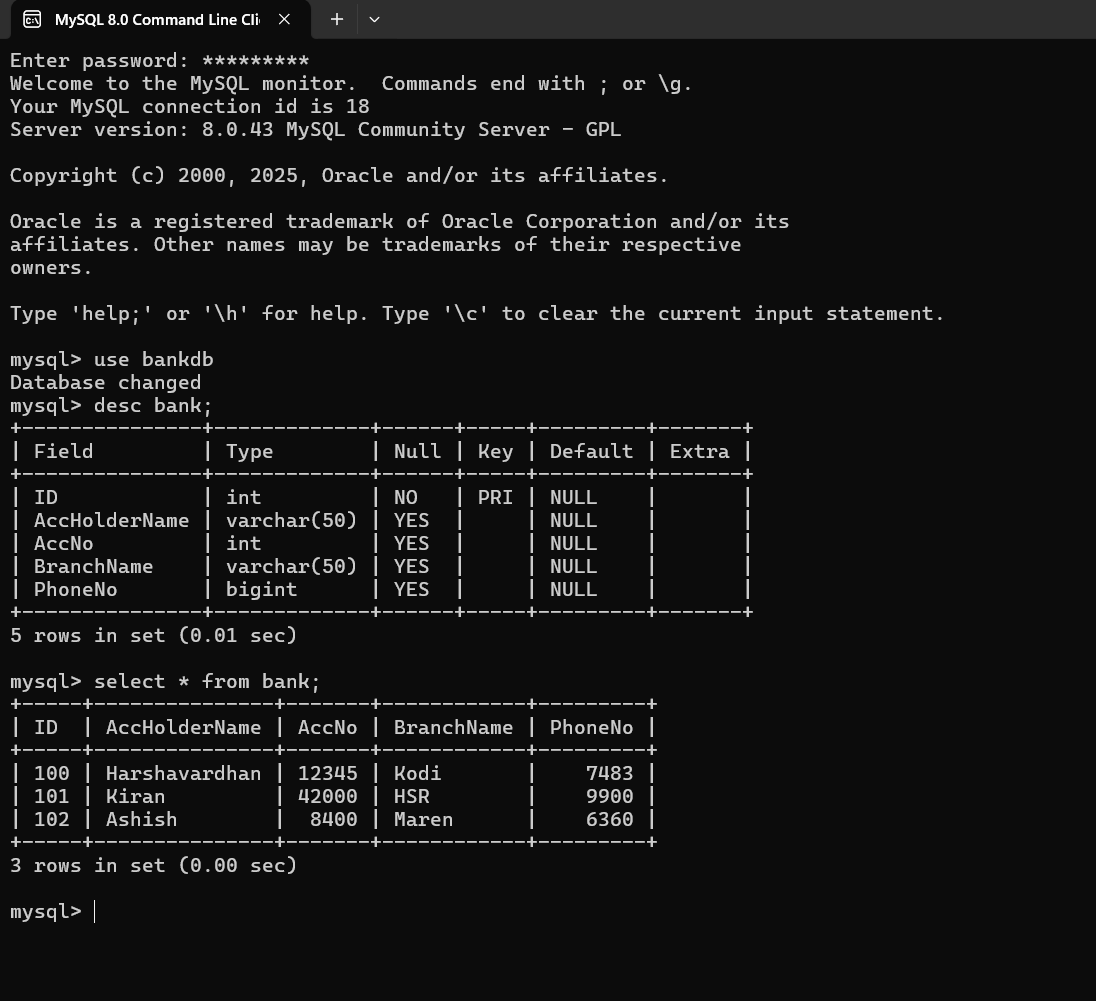 MySQL 8.0 Command Line Cli
Enter password: *********
Welcome to the MySQL monitor.  Commands end with ; or \g.
Your MySQL connection id is 18
Server version: 8.0.43 MySQL Community Server - GPL

Copyright (c) 2000, 2025, Oracle and/or its affiliates.

Oracle is a registered trademark of Oracle Corporation and/or its
affiliates. Other names may be trademarks of their respective
owners.

Type 'help;' or '\h' for help. Type '\c' to clear the current input statement.

mysql> use bankdb
Database changed
mysql> desc bank;
+---------------+-------------+------+-----+---------+-------+
| Field         | Type        | Null | Key | Default | Extra |
+---------------+-------------+------+-----+---------+-------+
| ID            | int         | NO   | PRI | NULL    |       |
| AccHolderName | varchar(50) | YES  |     | NULL    |       |
| AccNo         | int         | YES  |     | NULL    |       |
| BranchName    | varchar(50) | YES  |     | NULL    |       |
| PhoneNo       | bigint      | YES  |     | NULL    |       |
+---------------+-------------+------+-----+---------+-------+
5 rows in set (0.01 sec)

mysql> select * from bank;
+-----+---------------+-------+------------+---------+
| ID  | AccHolderName | AccNo | BranchName | PhoneNo |
+-----+---------------+-------+------------+---------+
| 100 | Harshavardhan | 12345 | Kodi       |    7483 |
| 101 | Kiran         | 42000 | HSR        |    9900 |
| 102 | Ashish        |  8400 | Maren      |    6360 |
+-----+---------------+-------+------------+---------+
3 rows in set (0.00 sec)

mysql>